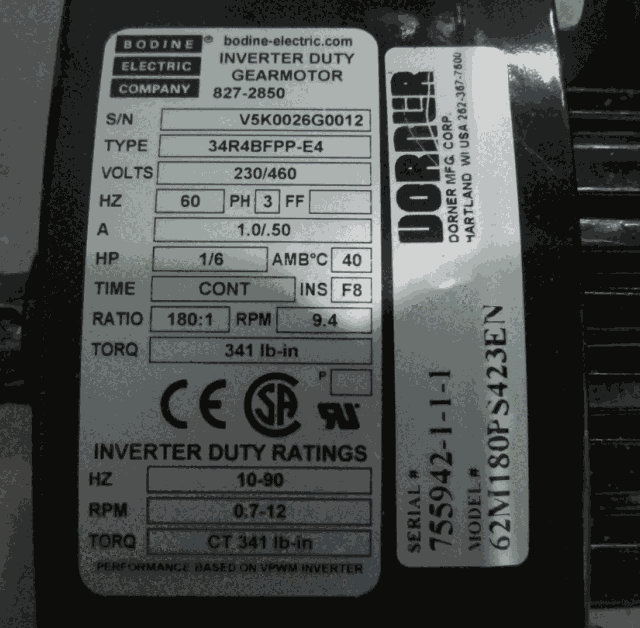 BODINE ® bodine-electric.com
ELECTRIC INVERTER DUTY
COMPANY GEARMOTOR
827-2850
S/N V5K0026G0012
TYPE 34R4BFPP-E4
VOLTS 230/460
HZ 60 PH 3 FF
A 1.0/.50
HP 1/6 AMB°C 40
TIME CONT INS F8
RATIO 180:1 RPM 9.4
TORQ 341 lb-in
P
CE SA UR
INVERTER DUTY RATINGS
HZ 10-90
RPM 0.7-12
TORQ CT 341 lb-in
PERFORMANCE BASED ON VPWM INVERTER
DORNER
DORNER MFG. CORP.
HARTLAND WI USA 262-367-7600
SERIAL #
755942-1-1-1
MODEL #
62M180PS423EN